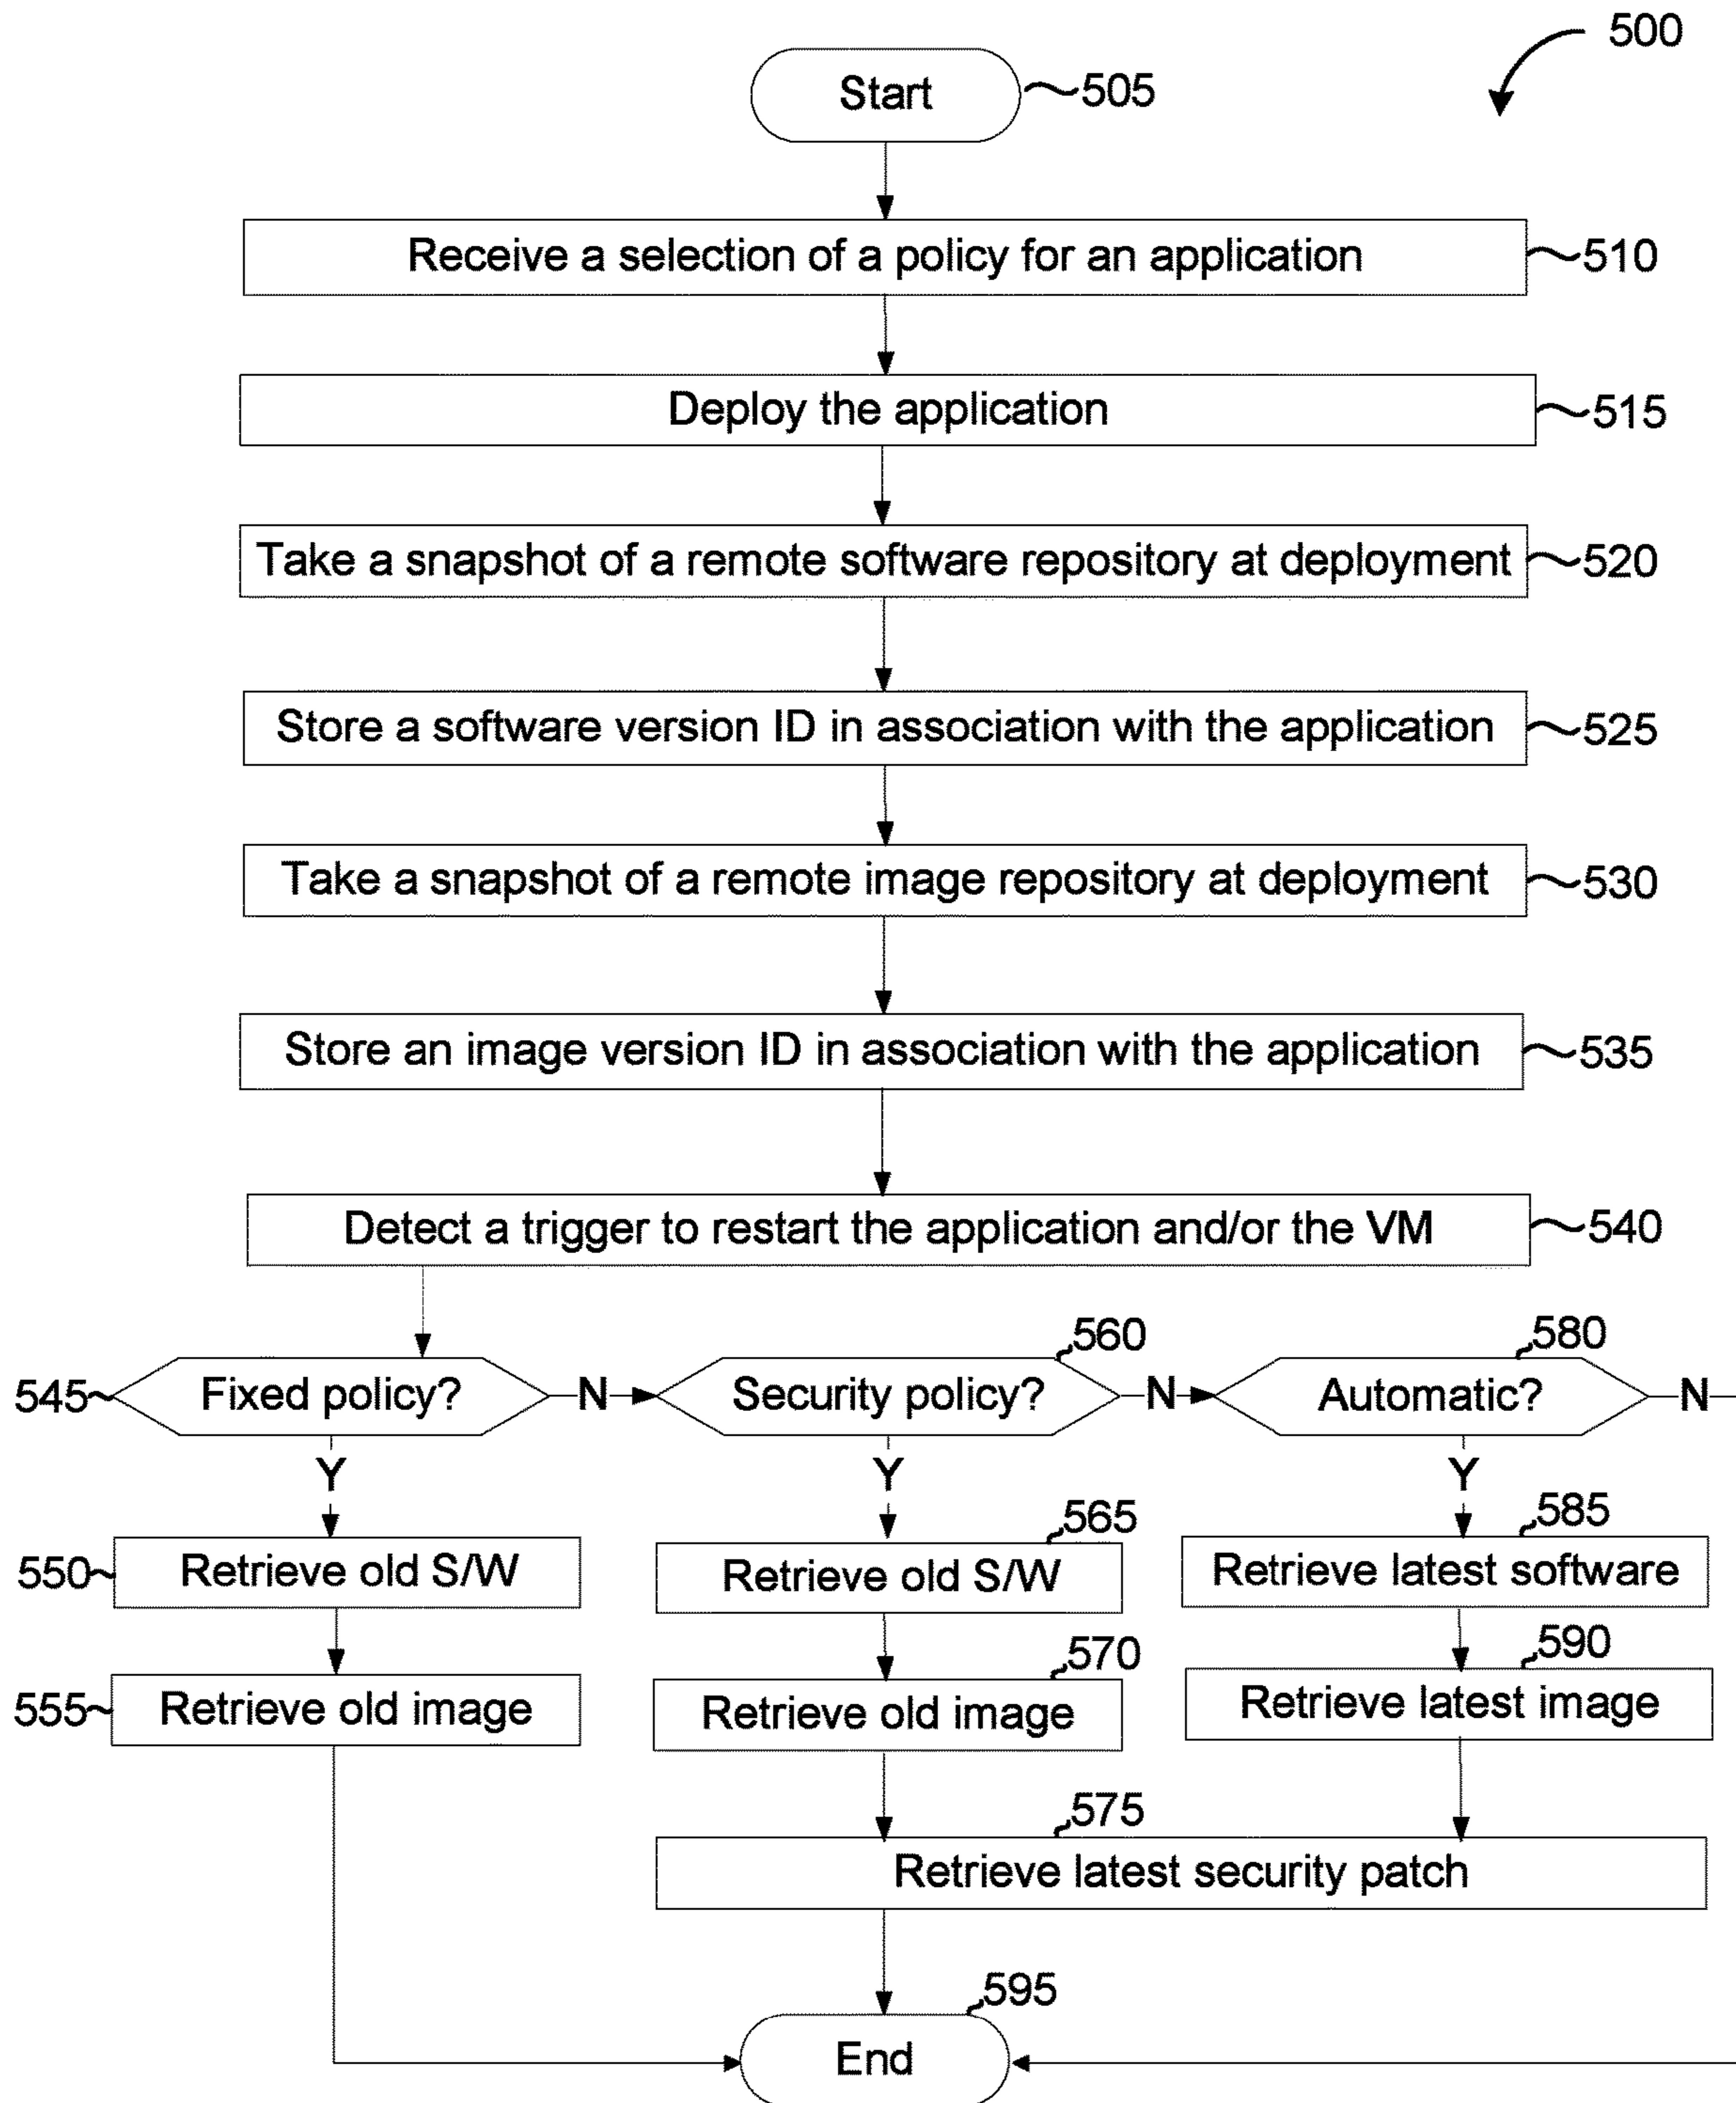 500
Start
505
Receive a selection of a policy for an application
510
Deploy the application
515
Take a snapshot of a remote software repository at deployment
520
Store a software version ID in association with the application
525
Take a snapshot of a remote image repository at deployment
530
Store an image version ID in association with the application
535
Detect a trigger to restart the application and/or the VM
540
545
Fixed policy?
N
560
Security policy?
N
580
Automatic?
N
Y
Y
Y
550
Retrieve old S/W
565
Retrieve old S/W
585
Retrieve latest software
555
Retrieve old image
570
Retrieve old image
590
Retrieve latest image
575
Retrieve latest security patch
595
End